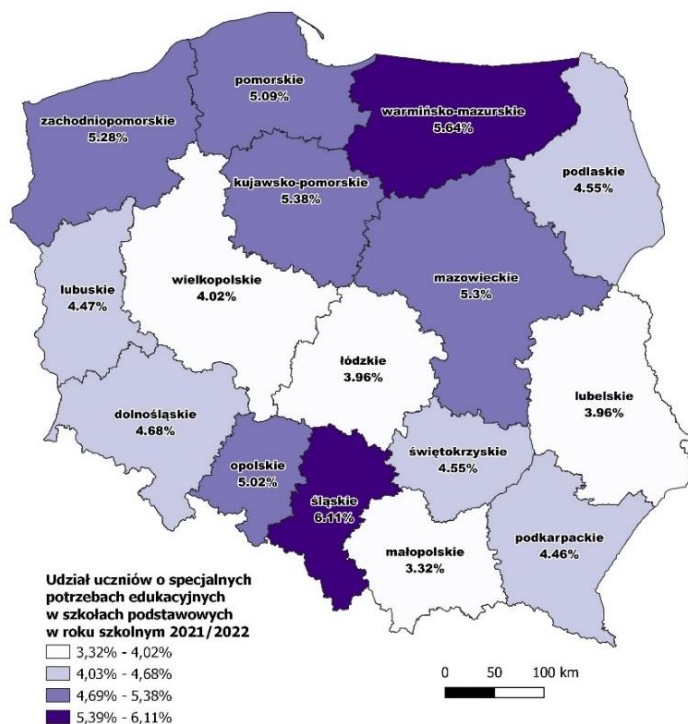 pomorskie
5.09%
warmińsko-mazurskie
5.64%
zachodniopomorskie
5.28%
podlaskie
4.55%
kujawsko-pomorskie
5.38%
mazowieckie
5.3%
wielkopolskie
4.02%
lubuskie
4.47%
łódzkie
3.96%
lubelskie
3.96%
dolnośląskie
4.68%
świętokrzyskie
4.55%
opolskie
5.02%
śląskie
6.11%
podkarpackie
4.46%
małopolskie
3.32%
Udział uczniów o specjalnych
potrzebach edukacyjnych
w szkołach podstawowych
w roku szkolnym 2021/2022
3,32% - 4,02%
4,03% - 4,68%
4,69% - 5,38%
5,39% - 6,11%
0 50 100 km